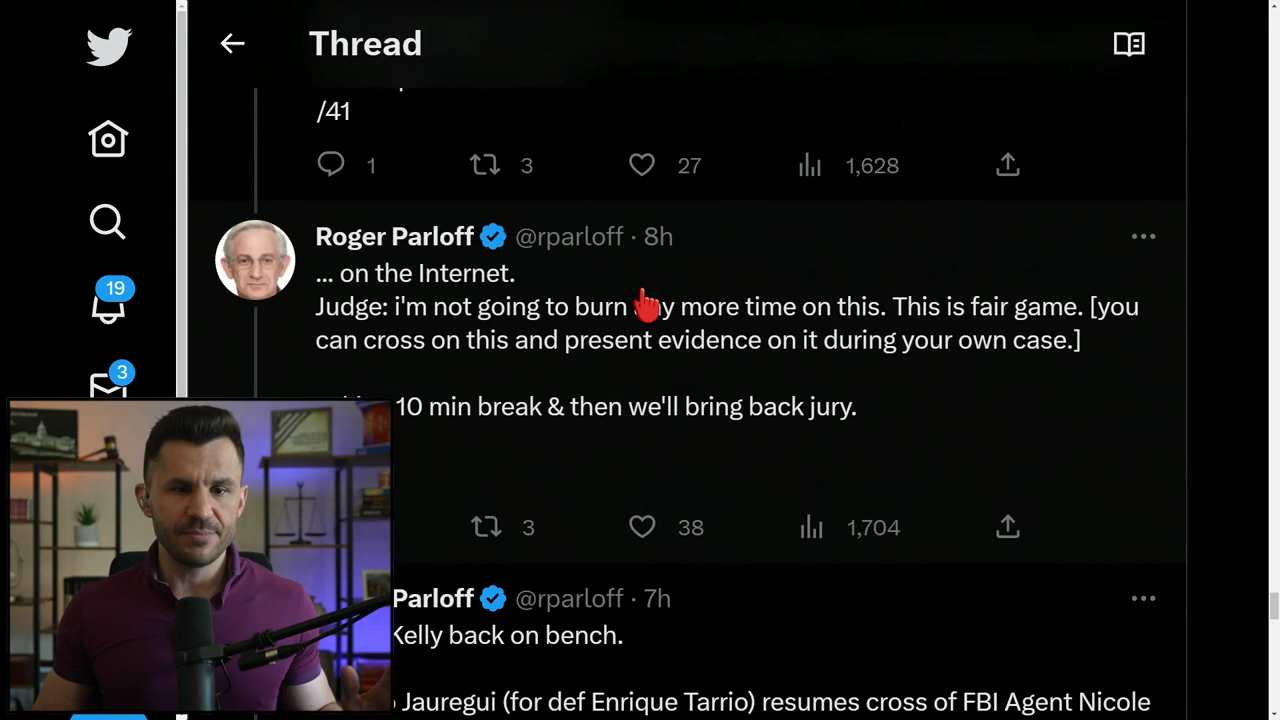 Thread
/41
1 3 27 1,628
Roger Parloff @rparloff · 8h
... on the Internet.
Judge: i'm not going to burn more time on this. This is fair game. [you
can cross on this and present evidence on it during your own case.]
10 min break & then we'll bring back jury.
3 38 1,704
Parloff @rparloff · 7h
Kelly back on bench.
Jauregui (for def Enrique Tarrio) resumes cross of FBI Agent Nicole
19
3